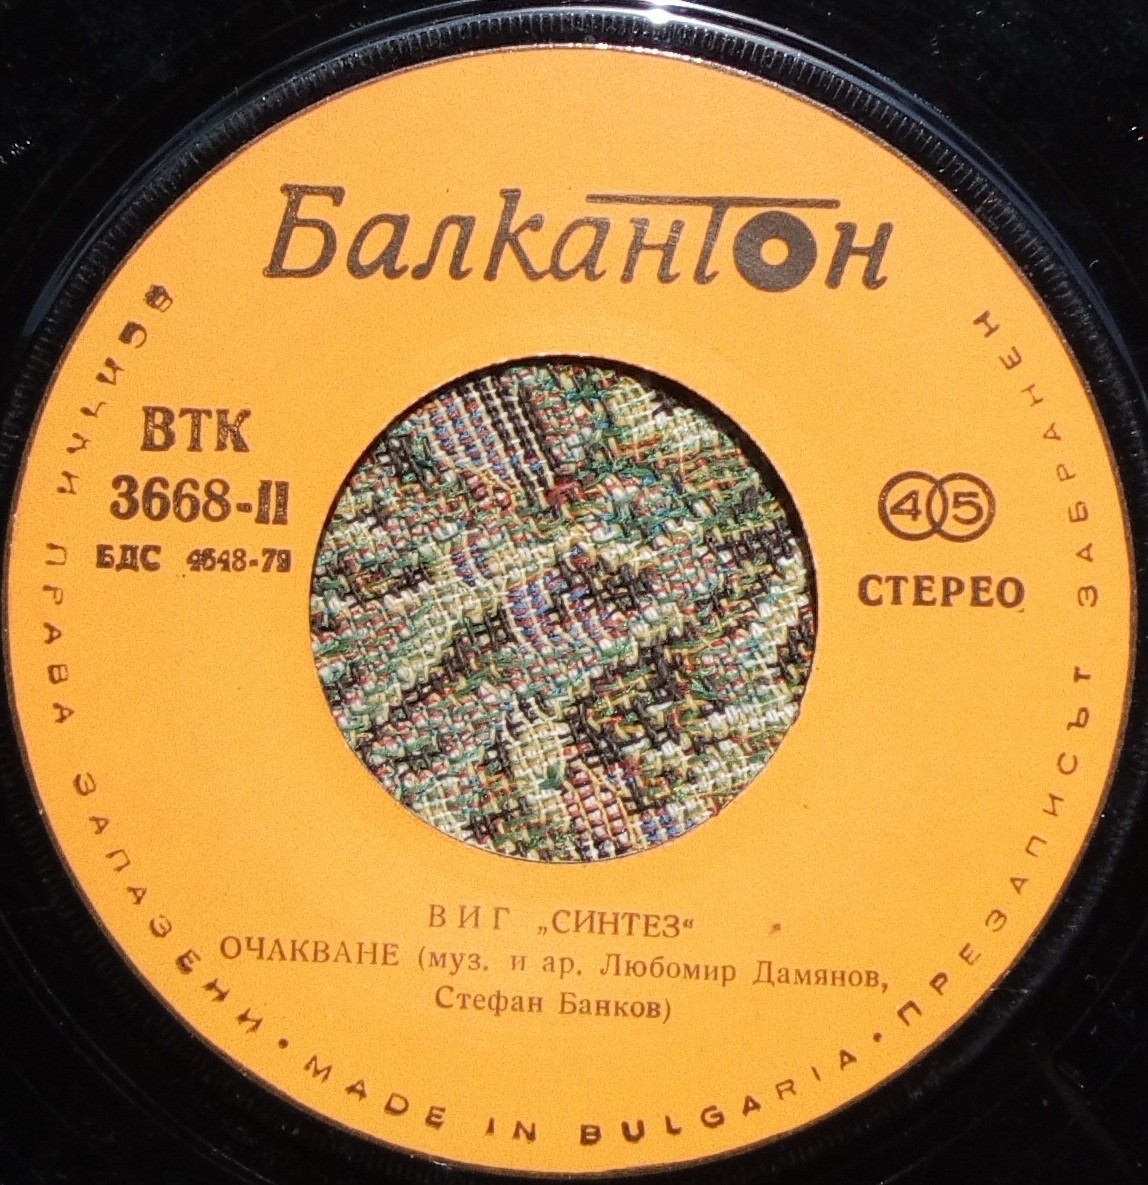 Балкантон
ВТК
3668-II
БДС 4648-79
45
СТЕРЕО
ВИГ „СИНТЕЗ“
ОЧАКВАНЕ (муз. и ар. Любомир Дамянов,
Стефан Банков)
ВСИЧКИ ПРАВА ЗАПАЗЕНИ • MADE IN BULGARIA • ПРЕЗАПИСЪТ ЗАБРАНЕН